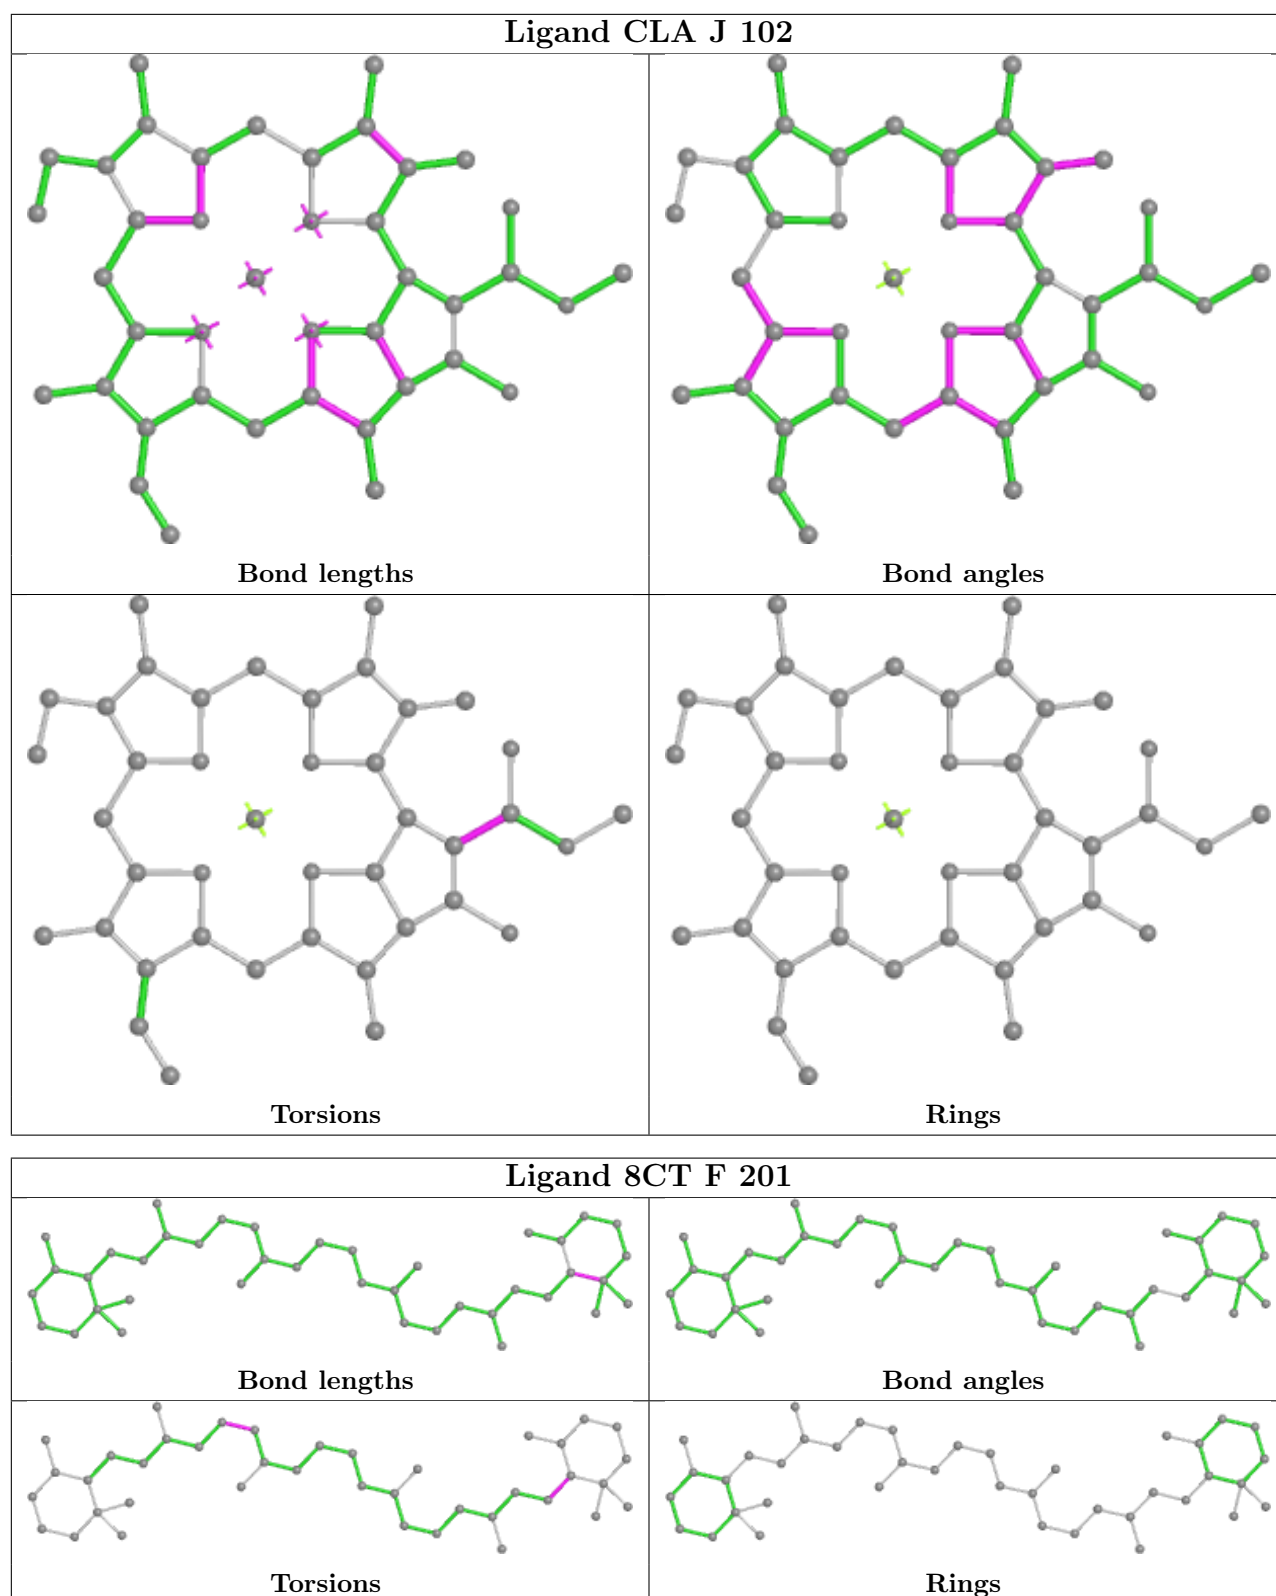 Ligand CLA J 102
Bond lengths
Bond angles
Torsions
Rings
Ligand 8CT F 201
Bond lengths
Bond angles
Torsions
Rings